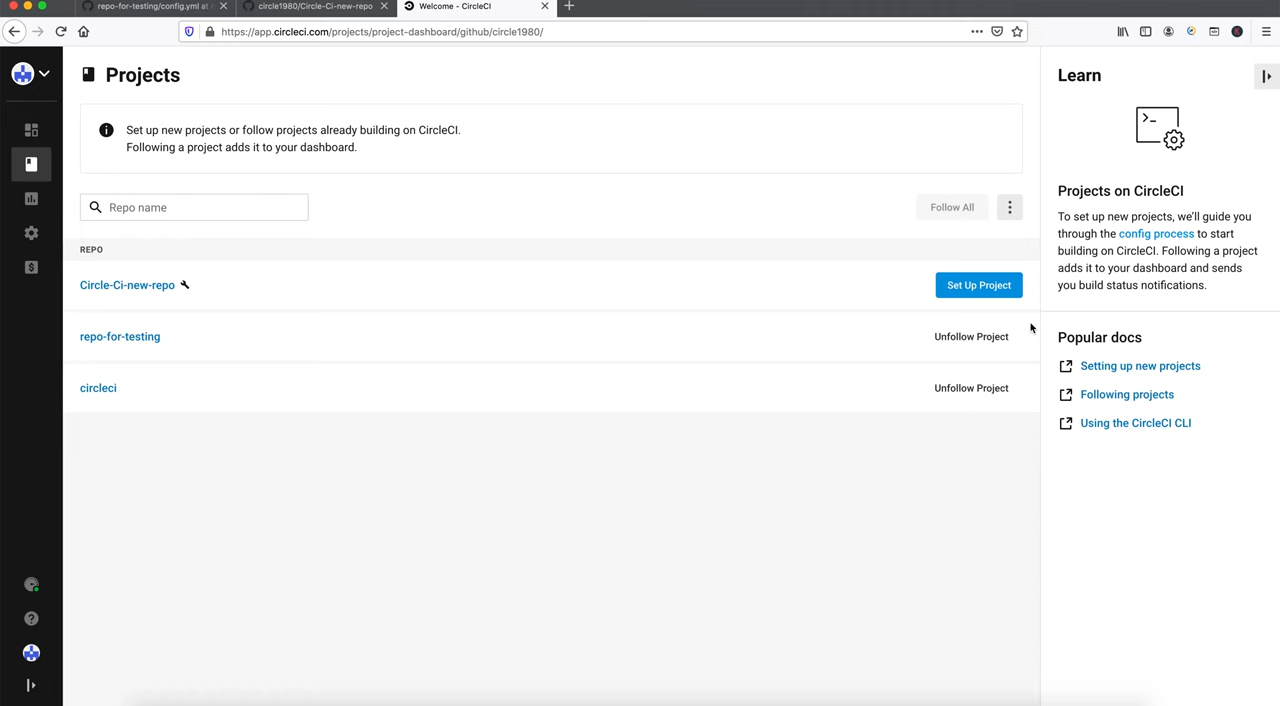 repo-for-testing/config.yml at
circle1980/Circle-Ci-new-repo
Welcome - CircleCI
https://app.circleci.com/projects/project-dashboard/github/circle1980/
Projects
Set up new projects or follow projects already building on CircleCI.
Following a project adds it to your dashboard.
Repo name
Follow All
REPO
Circle-Ci-new-repo
Set Up Project
repo-for-testing
Unfollow Project
circleci
Unfollow Project
Learn
Projects on CircleCI
To set up new projects, we'll guide you
through the config process to start
building on CircleCI. Following a project
adds it to your dashboard and sends
you build status notifications.
Popular docs
Setting up new projects
Following projects
Using the CircleCI CLI